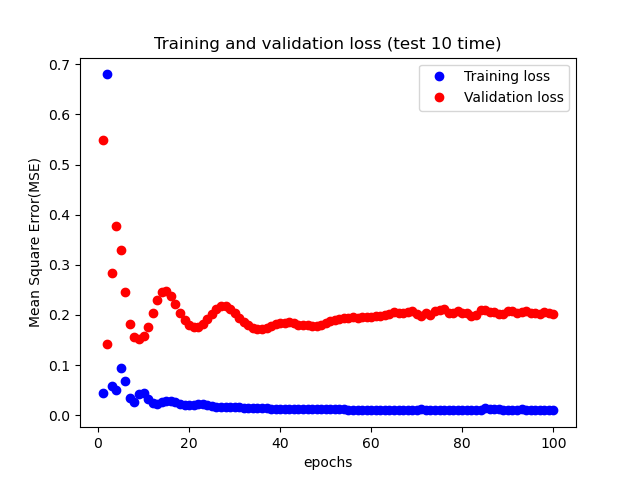 Training and validation loss (test 10 time)
Training loss
Validation loss
Mean Square Error(MSE)
0.7
0.6
0.5
0.4
0.3
0.2
0.1
0.0
0 20 40 60 80 100
epochs